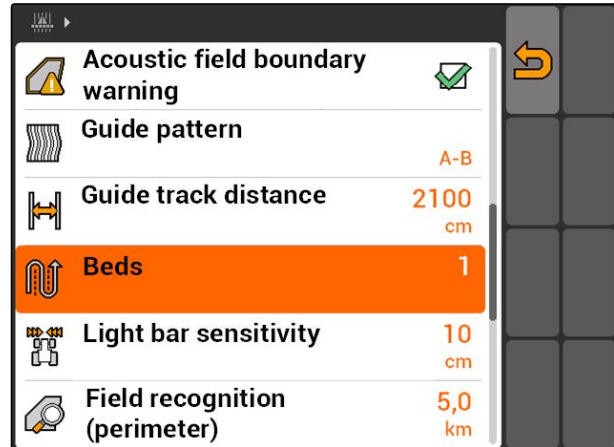 Acoustic field boundary
warning
Guide pattern
A-B
Guide track distance
2100
cm
Beds
1
Light bar sensitivity
10
cm
Field recognition
(perimeter)
5,0
km